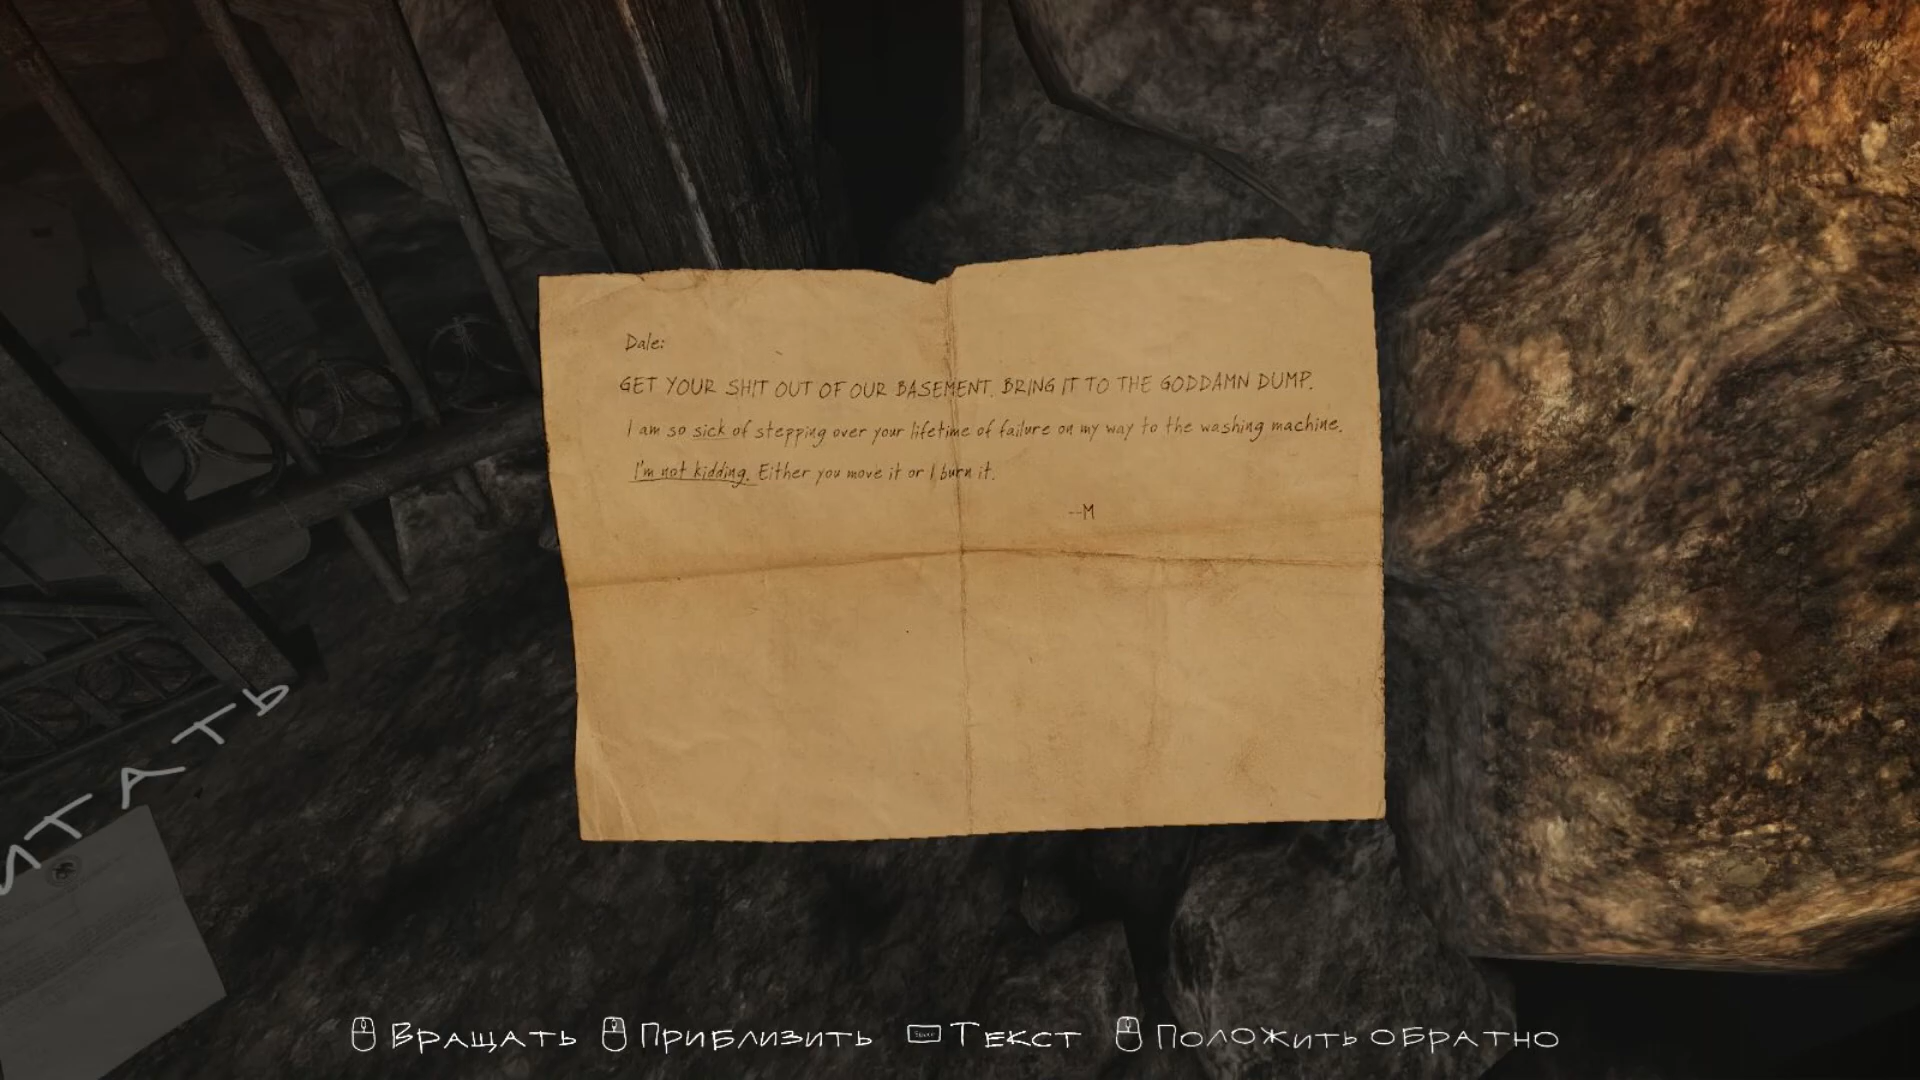 Dale:
GET YOUR SHIT OUT OF OUR BASEMENT. BRING IT TO THE GODDAMN DUMP.
I am so sick of stepping over your lifetime of failure on my way to the washing machine.
I'm not kidding. Either you move it or I burn it.
--M
ИТАТЬ
Вращать Приблизить Текст Положить обратно